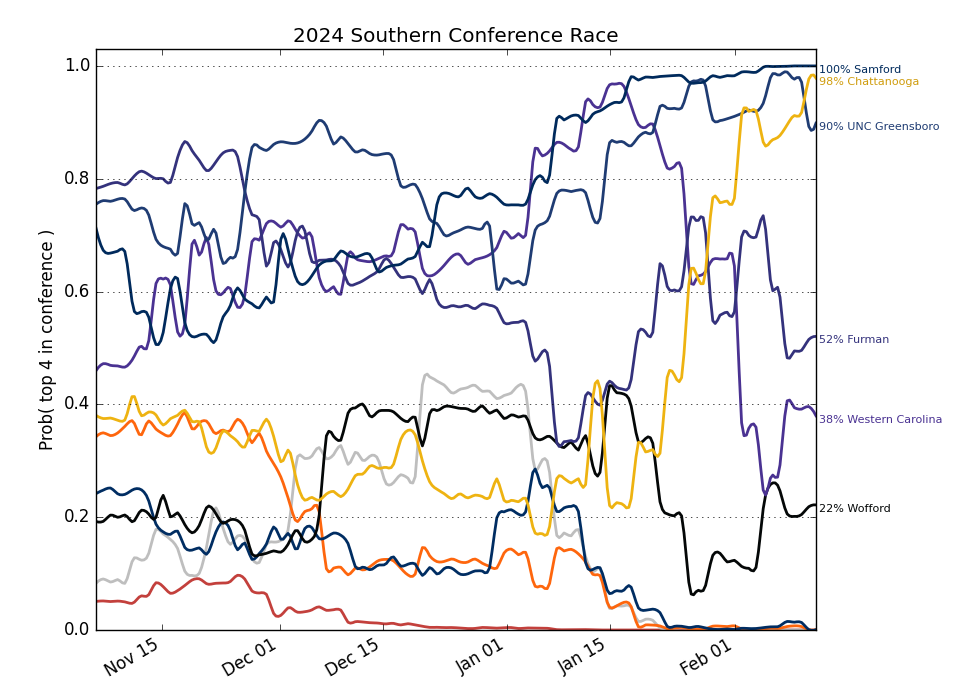 2024 Southern Conference Race
1.0
0.8
0.6
0.4
0.2
0.0
Prob( top 4 in conference )
100% Samford
98% Chattanooga
90% UNC Greensboro
52% Furman
38% Western Carolina
22% Wofford
Nov 15
Dec 01
Dec 15
Jan 01
Jan 15
Feb 01